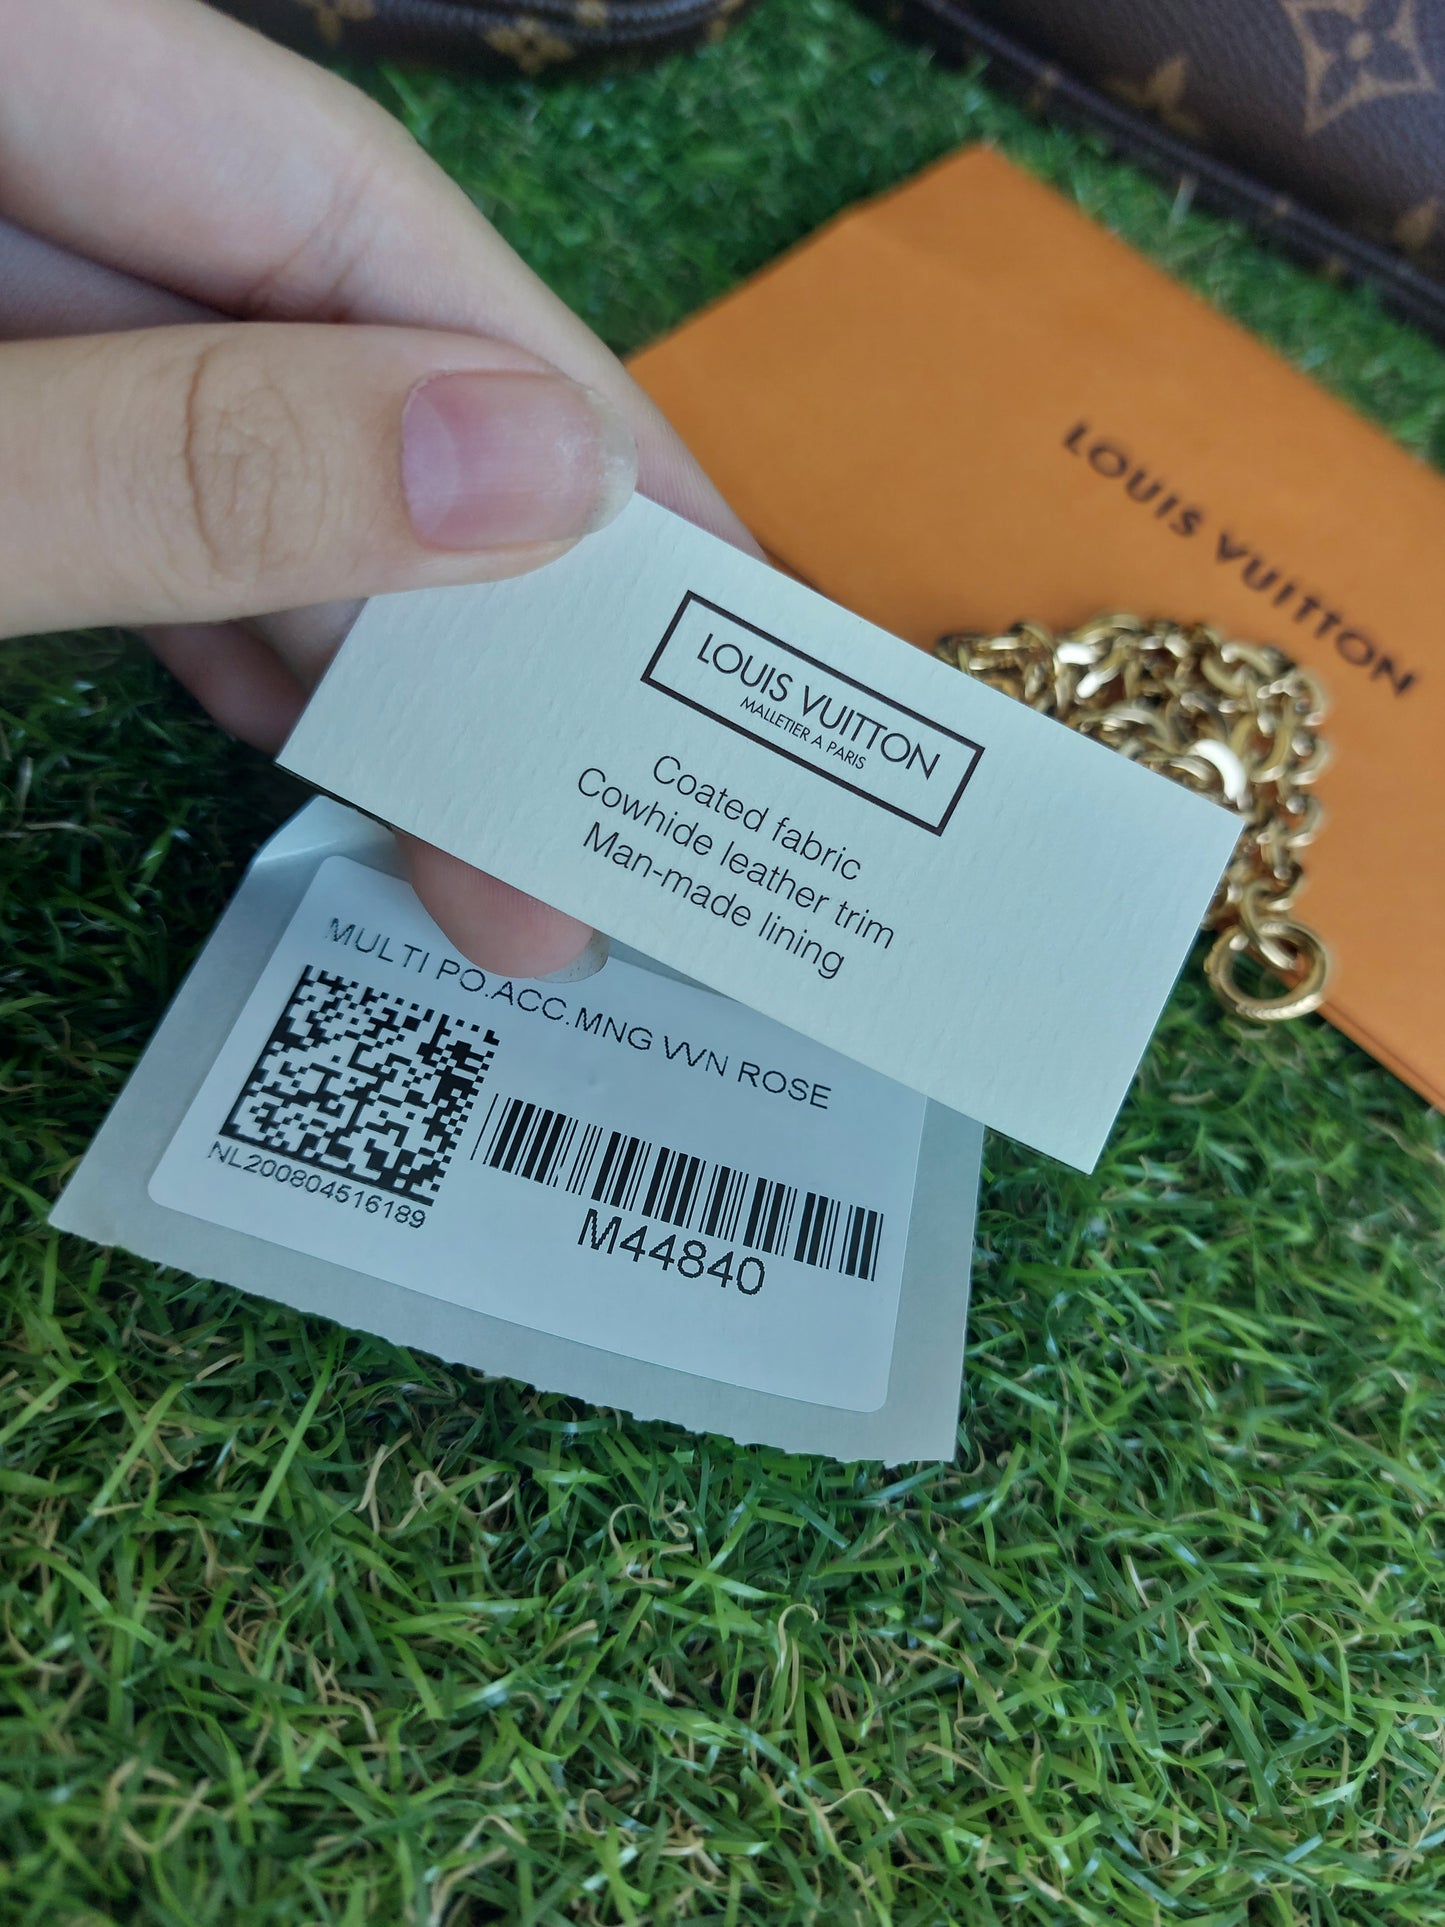 LOUIS VUITTON
LOUIS VUITTON
MALLETIER A PARIS
Coated fabric
Cowhide leather trim
Man-made lining
MULTI PO.ACC.MNG VVN ROSE
NL200804516189
M44840